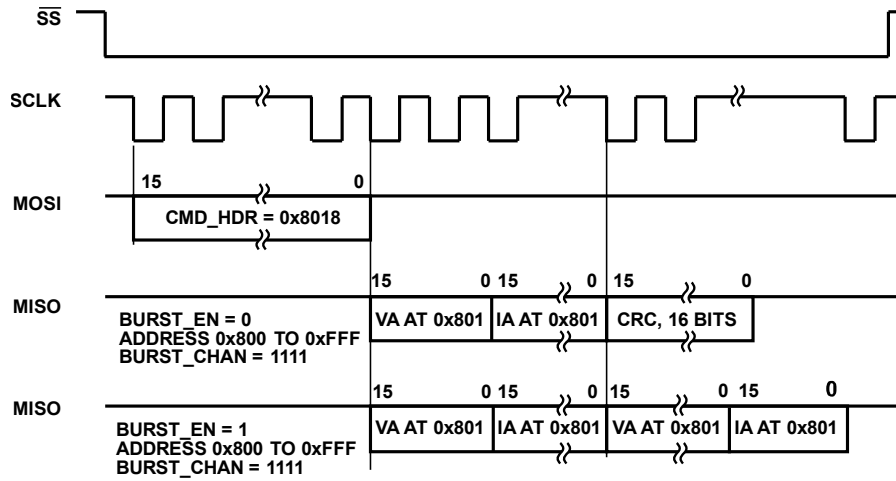 SS
SCLK
MOSI
15 0
CMD_HDR = 0x8018
MISO
15 0 15 0 15 0
VA AT 0x801 IA AT 0x801 CRC, 16 BITS
BURST_EN = 0
ADDRESS 0x800 TO 0xFFF
BURST_CHAN = 1111
MISO
15 0 15 0 15 0 15 0
VA AT 0x801 IA AT 0x801 VA AT 0x801 IA AT 0x801
BURST_EN = 1
ADDRESS 0x800 TO 0xFFF
BURST_CHAN = 1111